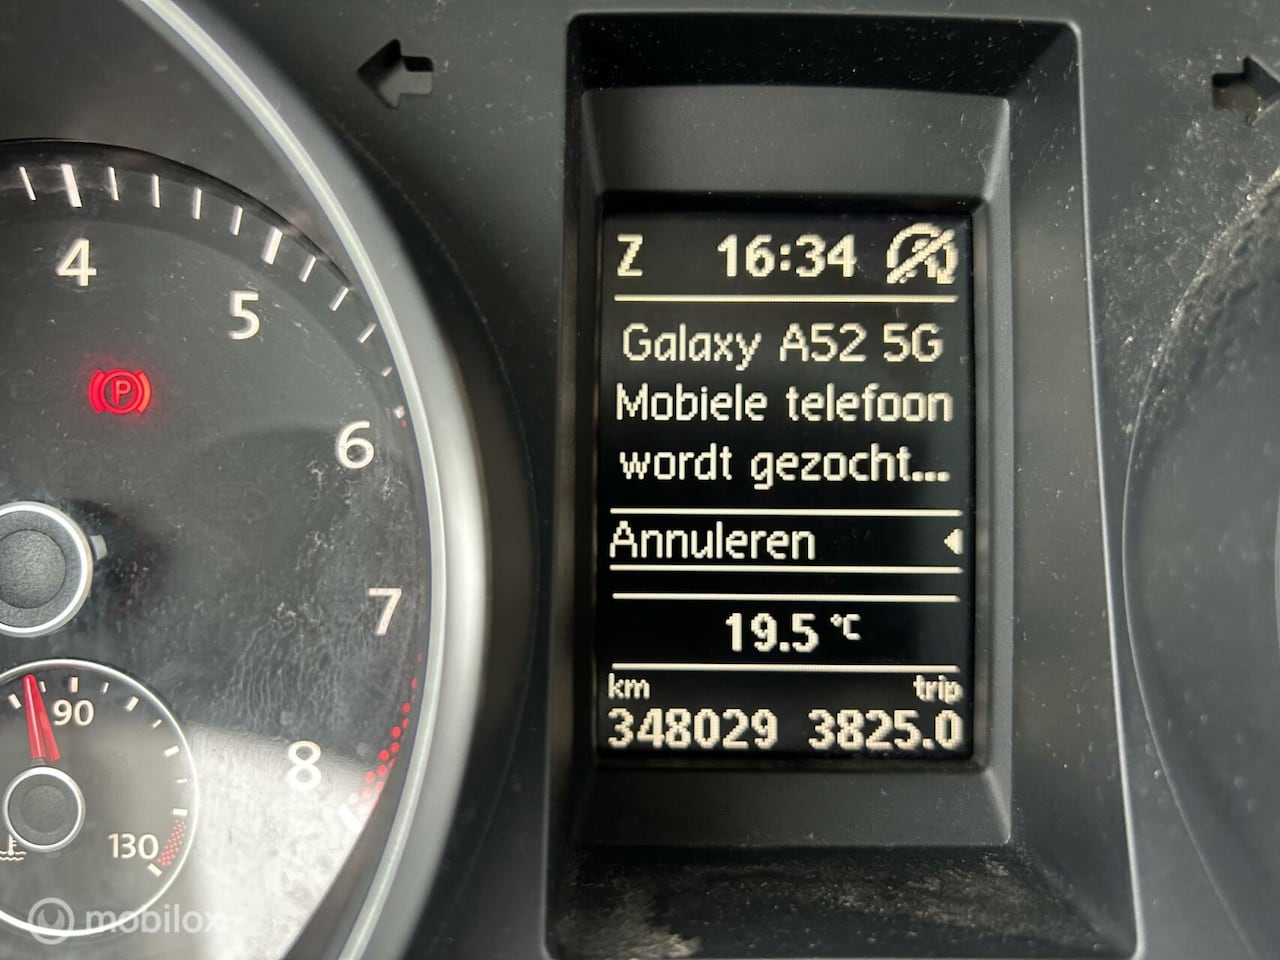 4
5
6
7
8
P
90
130
Z 16:34
Galaxy A52 5G
Mobiele telefoon
wordt gezocht...
Annuleren
19.5 °C
km trip
348029 3825.0
mobilox